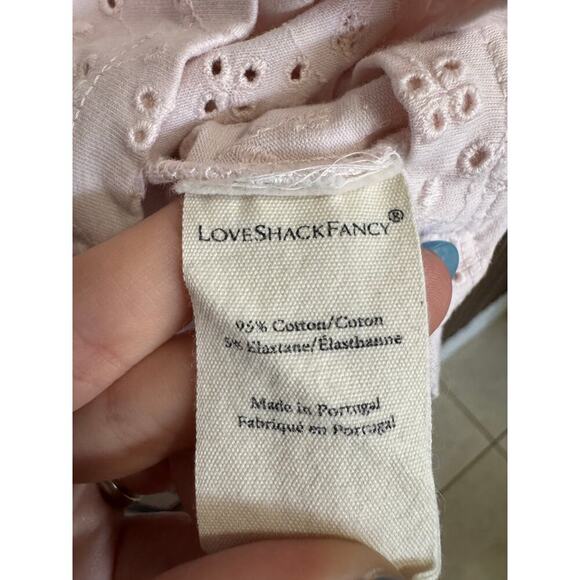 LOVESHACKFANCY®
95% Cotton/Coton
5% Elastane/Élasthanne
Made in Portugal
Fabriqué en Portugal